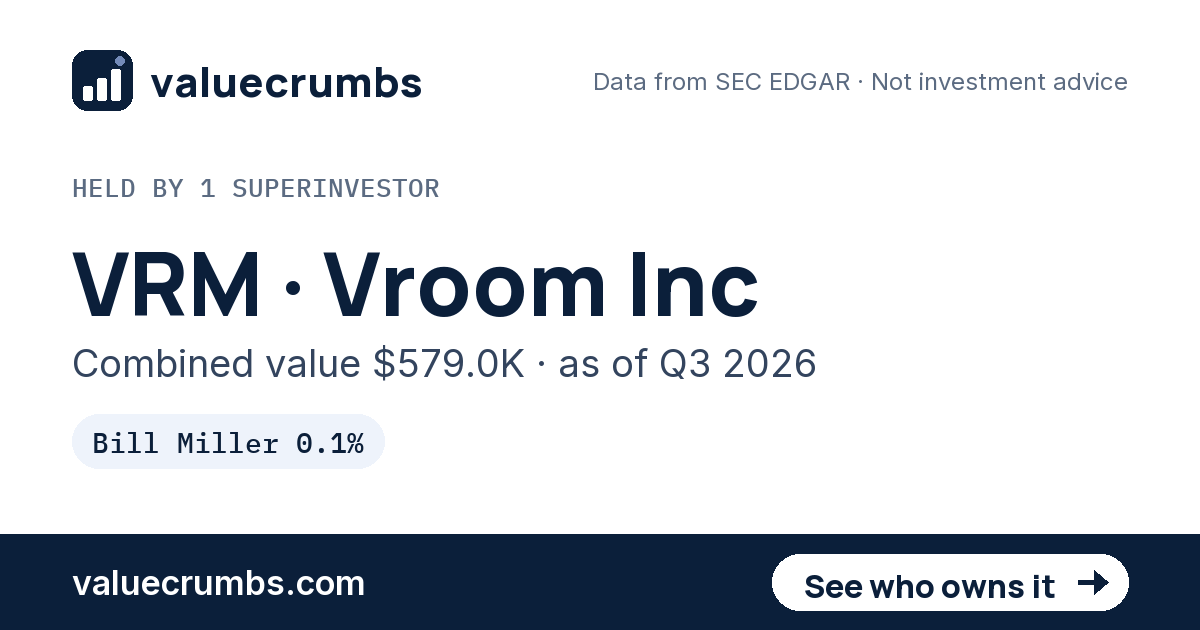 valuecrumbs
Data from SEC EDGAR · Not investment advice
HELD BY 1 SUPERINVESTOR
VRM · Vroom Inc
Combined value $579.0K · as of Q3 2026
Bill Miller 0.1%
valuecrumbs.com
See who owns it →